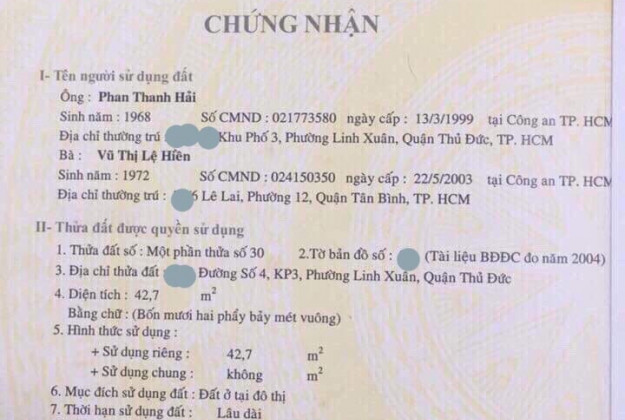 CHỨNG NHẬN
I- Tên người sử dụng đất
Ông : Phan Thanh Hải
Sinh năm : 1968 Số CMND : 021773580 ngày cấp : 13/3/1999 tại Công an TP. HCM
Địa chỉ thường trú Khu Phố 3, Phường Linh Xuân, Quận Thủ Đức, TP. HCM
Bà : Vũ Thị Lệ Hiền
Sinh năm : 1972 Số CMND : 024150350 ngày cấp : 22/5/2003 tại Công an TP. HCM
Địa chỉ thường trú : 6 Lê Lai, Phường 12, Quận Tân Bình, TP. HCM
II- Thửa đất được quyền sử dụng
1. Thửa đất số : Một phần thửa số 30 2.Tờ bản đồ số : (Tài liệu BĐĐC đo năm 2004)
3. Địa chỉ thửa đất Đường Số 4, KP3, Phường Linh Xuân, Quận Thủ Đức
4. Diện tích : 42,7 m²
Bằng chữ : (Bốn mươi hai phẩy bảy mét vuông)
5. Hình thức sử dụng :
+ Sử dụng riêng : 42,7 m²
+ Sử dụng chung : không m²
6. Mục đích sử dụng đất : Đất ở tại đô thị
7. Thời hạn sử dụng đất : Lâu dài